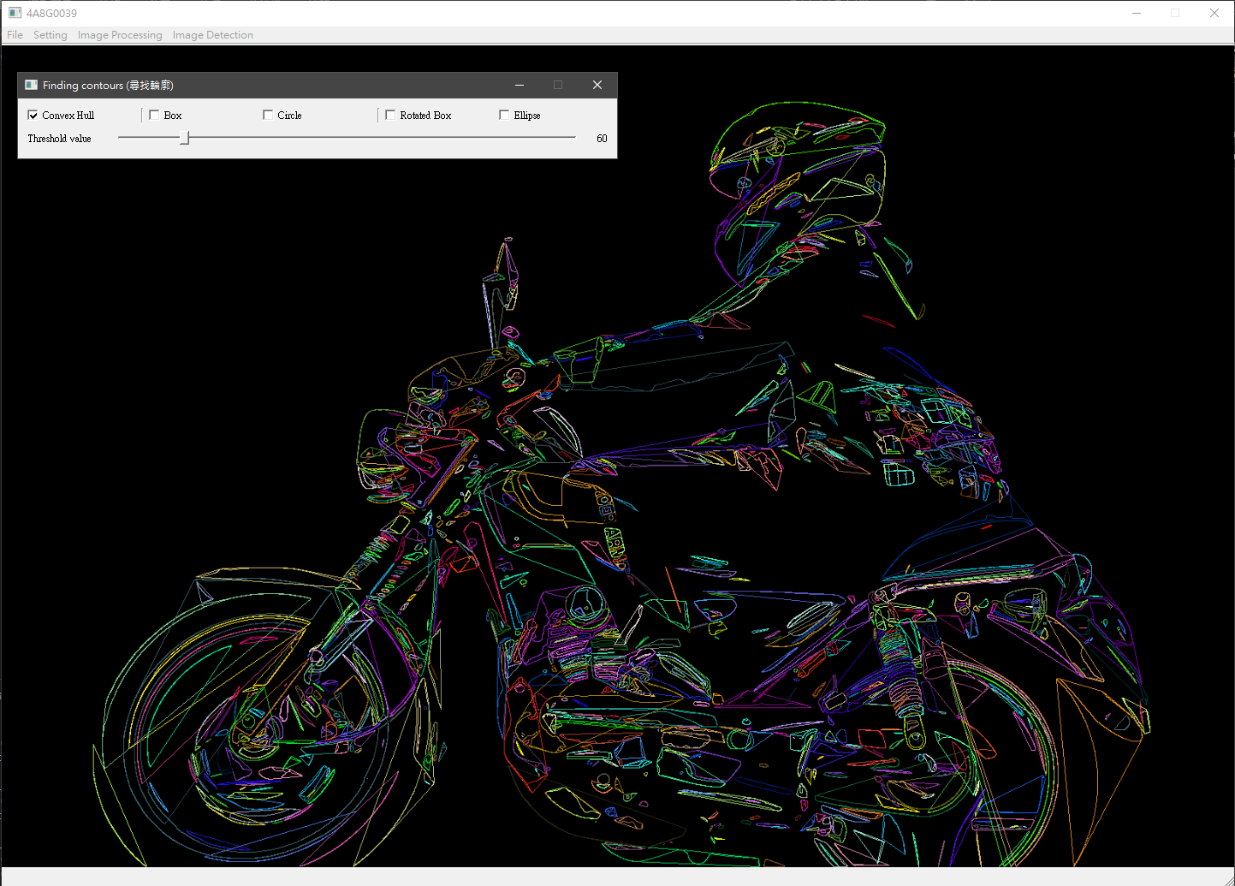 4A8G0039
File Setting Image Processing Image Detection
Finding contours (尋找輪廓)
Convex Hull Box Circle Rotated Box Ellipse
Threshold value 60